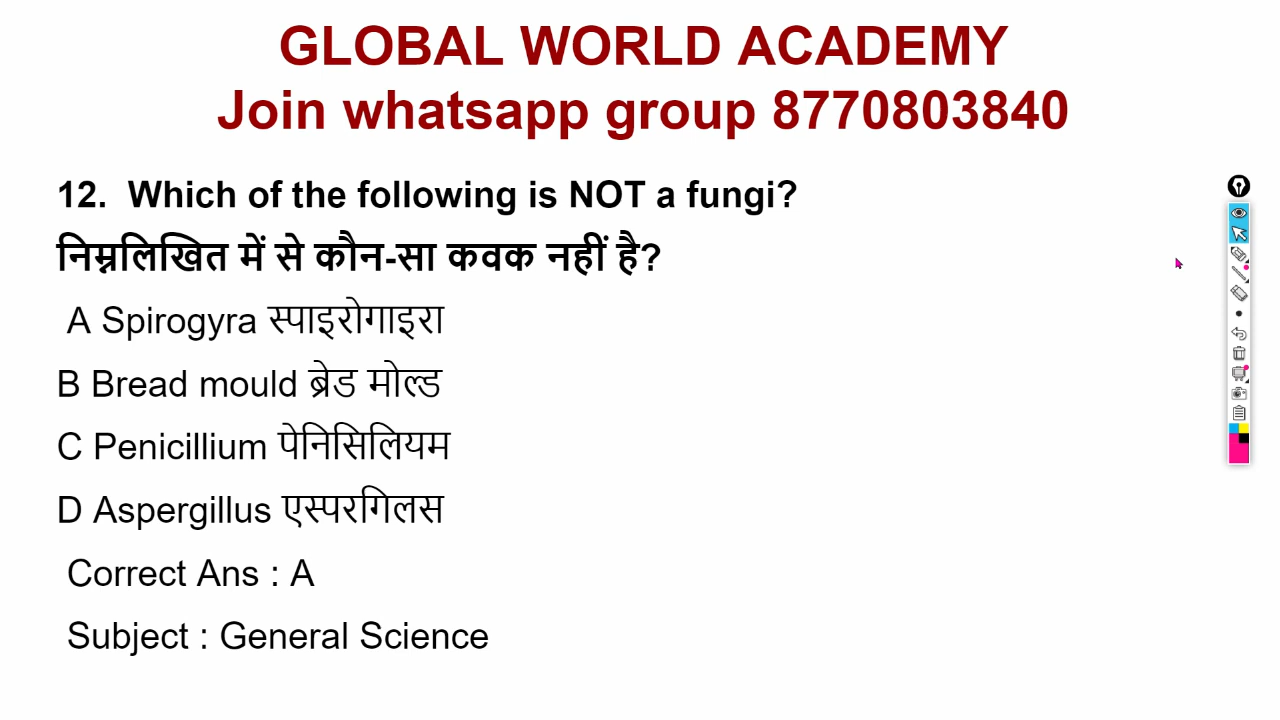 GLOBAL WORLD ACADEMY
Join whatsapp group 8770803840
12. Which of the following is NOT a fungi?
निम्नलिखित में से कौन-सा कवक नहीं है?
A Spirogyra स्पाइरोगाइरा
B Bread mould ब्रेड मोल्ड
C Penicillium पेनिसिलियम
D Aspergillus एस्परगिलस
Correct Ans : A
Subject : General Science